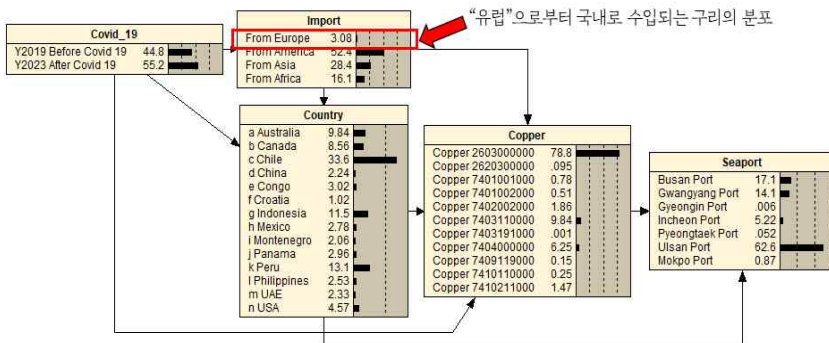 "유럽"으로부터 국내로 수입되는 구리의 분포
Covid_19
Y2019 Before Covid 19 44.8
Y2023 After Covid 19 55.2
Import
From Europe 3.08
From America 52.4
From Asia 28.4
From Africa 16.1
Country
a Australia 9.84
b Canada 8.56
c Chile 33.6
d China 2.24
e Congo 3.02
f Croatia 1.02
g Indonesia 11.5
h Mexico 2.78
i Montenegro 2.06
j Panama 2.96
k Peru 13.1
l Philippines 2.53
m UAE 2.33
n USA 4.57
Copper
Copper 2603000000 78.8
Copper 2620300000 .095
Copper 7401001000 0.78
Copper 7401002000 0.51
Copper 7402002000 1.86
Copper 7403110000 9.84
Copper 7403191000 .001
Copper 7404000000 6.25
Copper 7409119000 0.15
Copper 7410110000 0.25
Copper 7410211000 1.47
Seaport
Busan Port 17.1
Gwangyang Port 14.1
Gyeongin Port .006
Incheon Port 5.22
Pyeongtaek Port .052
Ulsan Port 62.6
Mokpo Port 0.87